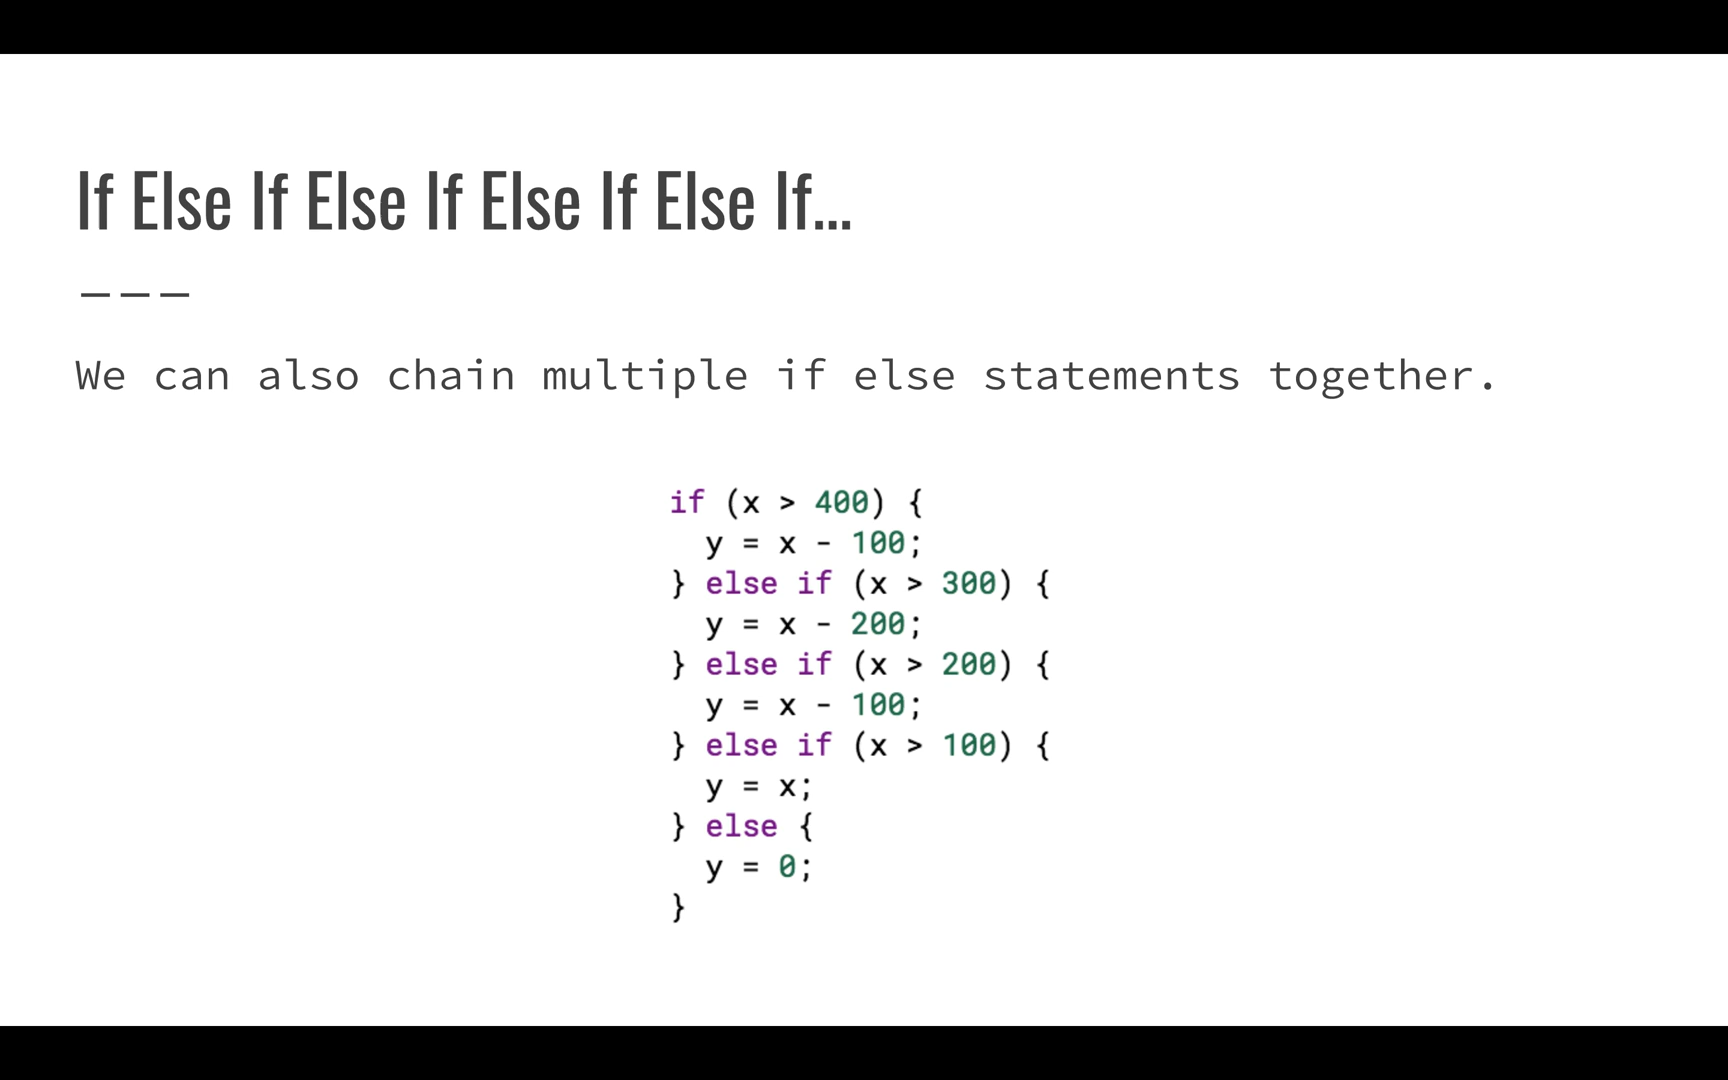 If Else If Else If Else If Else If...
———
We can also chain multiple if else statements together.
if (x > 400) {
  y = x - 100;
} else if (x > 300) {
  y = x - 200;
} else if (x > 200) {
  y = x - 100;
} else if (x > 100) {
  y = x;
} else {
  y = 0;
}